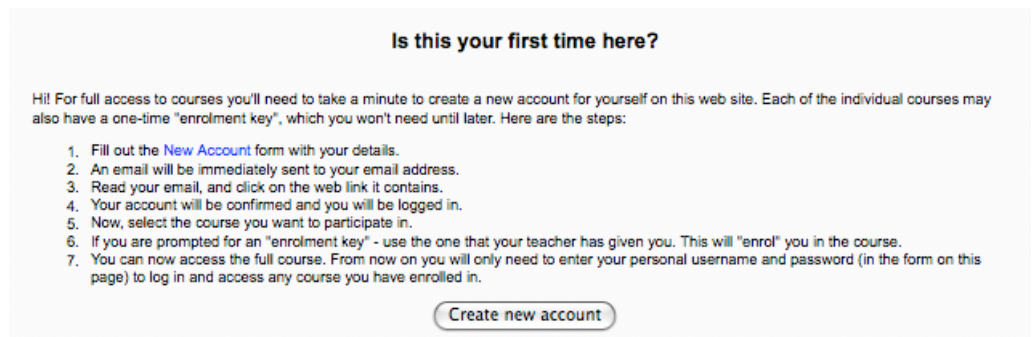 Is this your first time here?
Hi! For full access to courses you'll need to take a minute to create a new account for yourself on this web site. Each of the individual courses may
also have a one-time "enrolment key", which you won't need until later. Here are the steps:
1. Fill out the New Account form with your details.
2. An email will be immediately sent to your email address.
3. Read your email, and click on the web link it contains.
4. Your account will be confirmed and you will be logged in.
5. Now, select the course you want to participate in.
6. If you are prompted for an "enrolment key" - use the one that your teacher has given you. This will "enrol" you in the course.
7. You can now access the full course. From now on you will only need to enter your personal username and password (in the form on this
page) to log in and access any course you have enrolled in.
Create new account